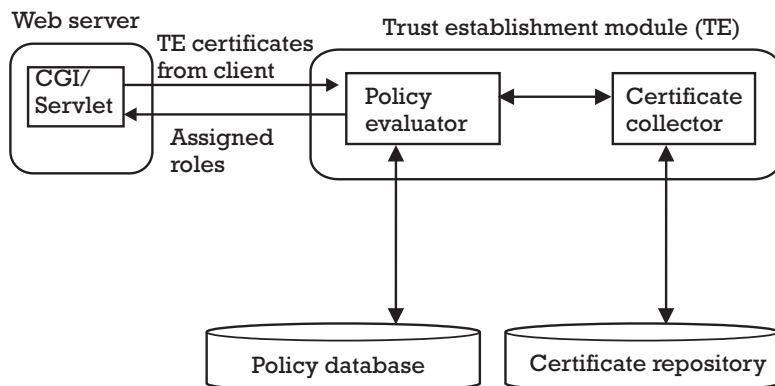 Web server
Trust establishment module (TE)
TE certificates
from client
CGI/
Servlet
Policy
evaluator
Certificate
collector
Assigned
roles
Policy database
Certificate repository